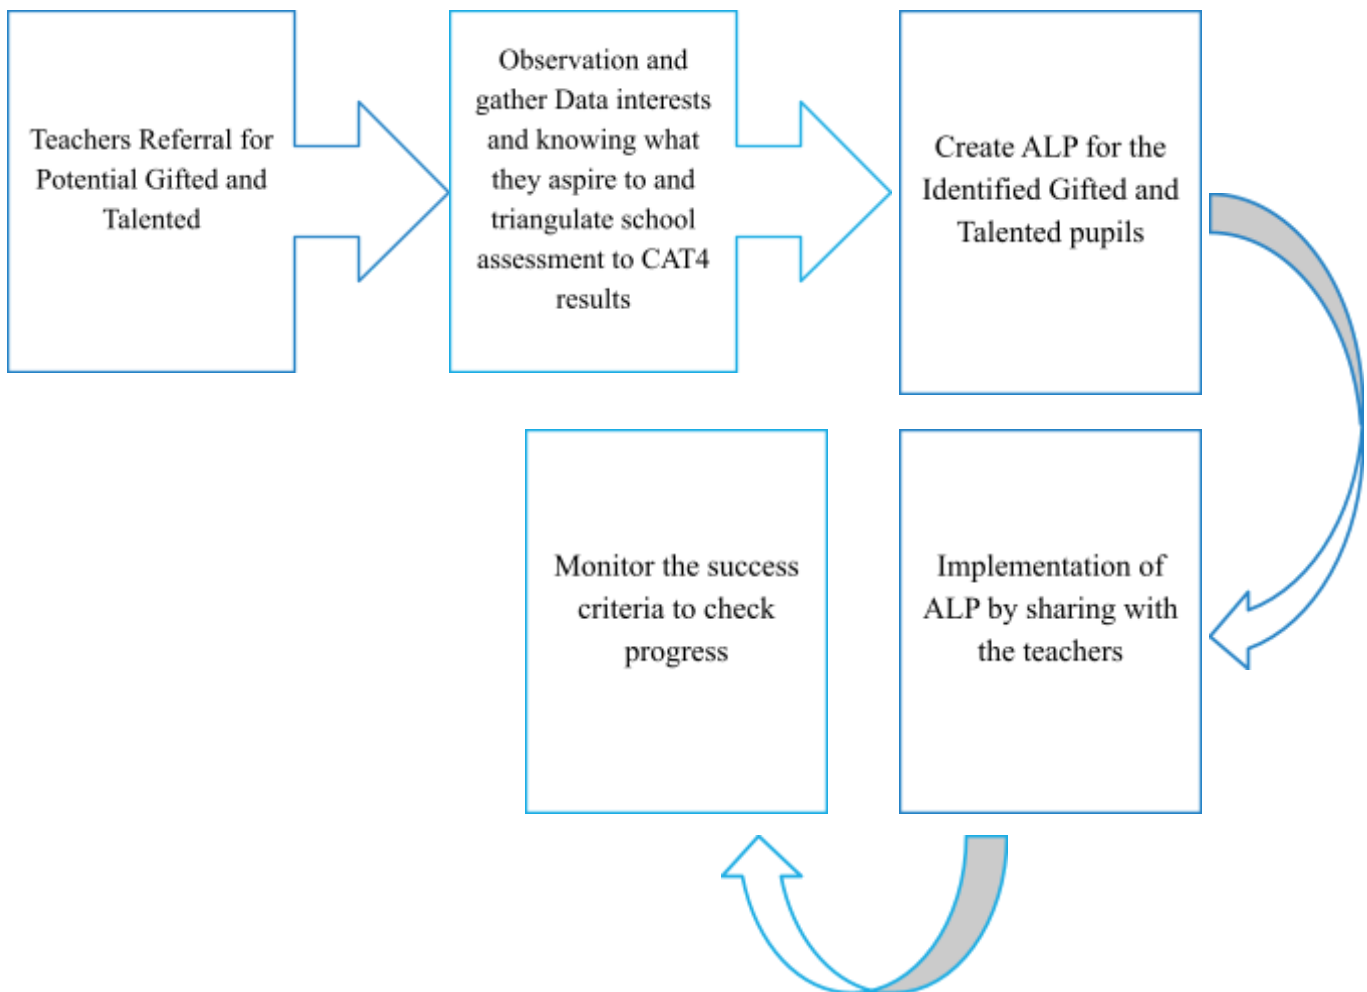 Teachers Referral for
Potential Gifted and
Talented
Observation and
gather Data interests
and knowing what
they aspire to and
triangulate school
assessment to CAT4
results
Create ALP for the
Identified Gifted and
Talented pupils
Implementation of
ALP by sharing with
the teachers
Monitor the success
criteria to check
progress